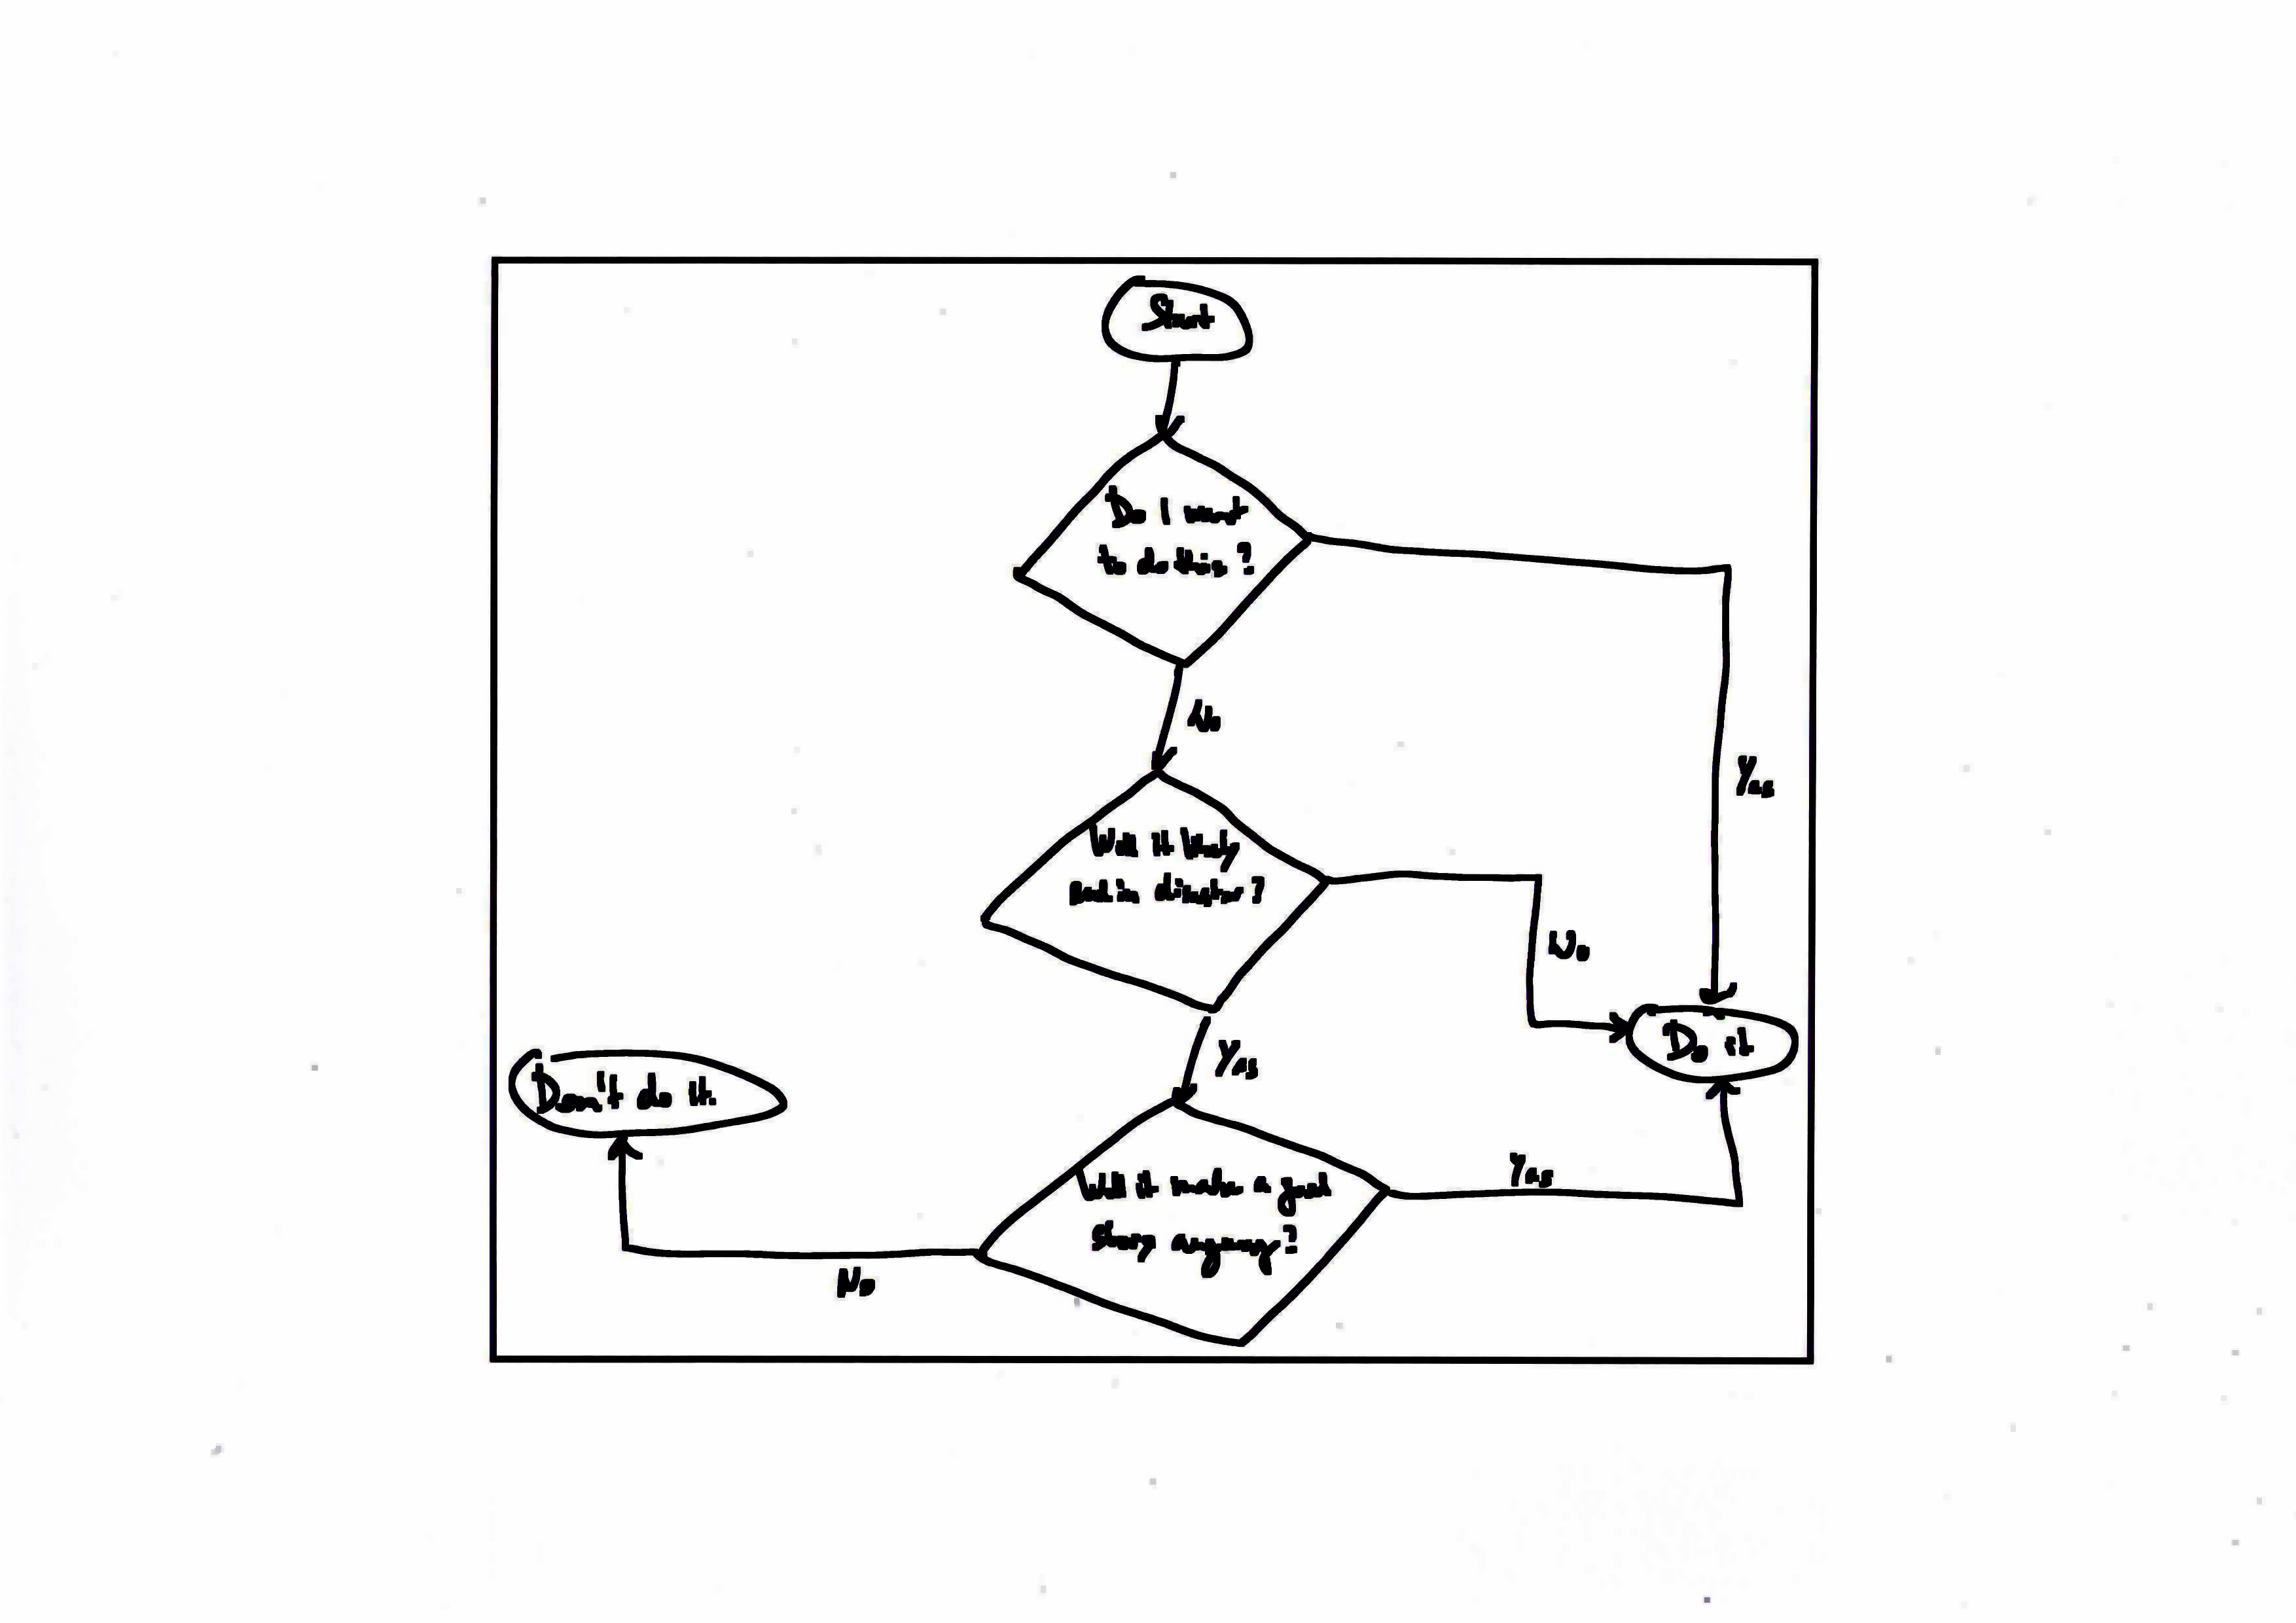 Start
Do I want
to do this?
No
Yes
Will it likely
end in disaster?
No
Yes
Do it
Don't do it.
Will it make a good
story anyway?
Yes
No